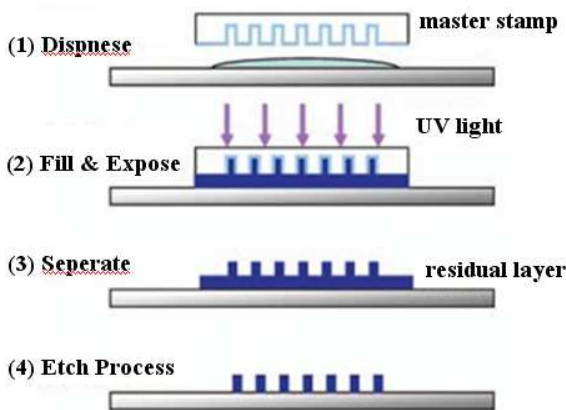 master stamp
(1) Dispnese
UV light
(2) Fill & Expose
(3) Seperate
residual layer
(4) Etch Process